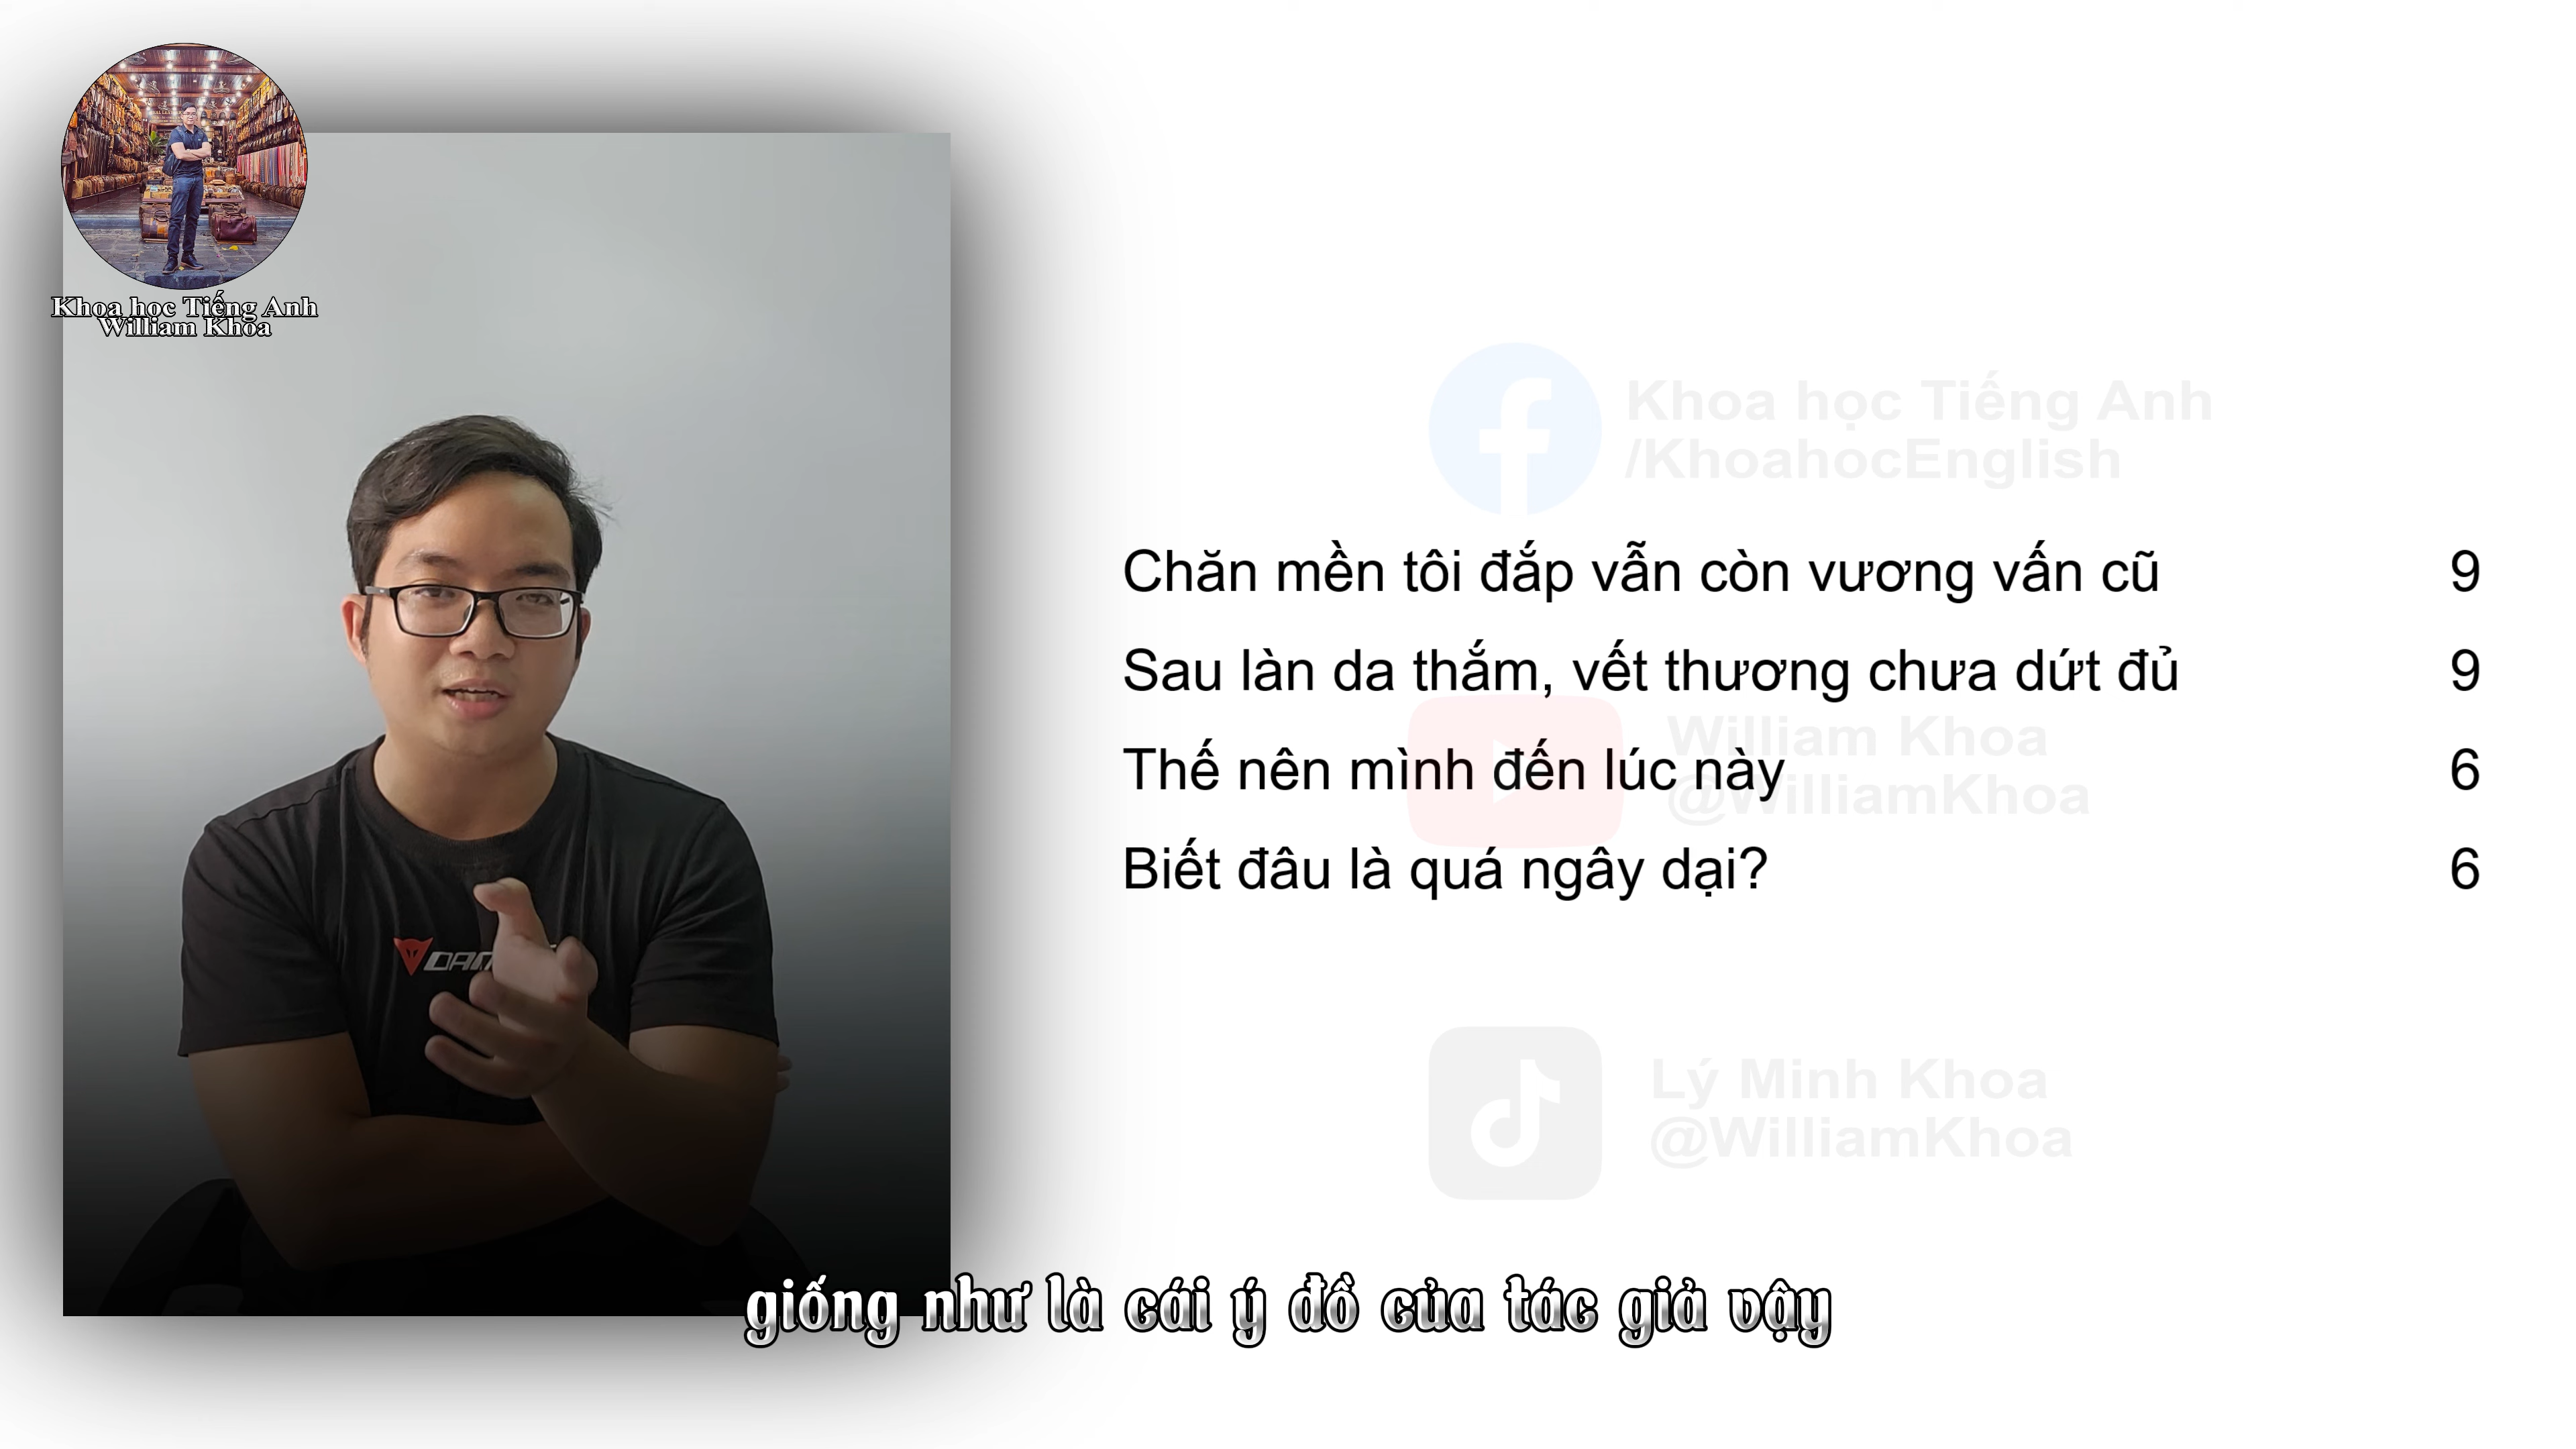 Khoa học Tiếng Anh
William Khoa
Khoa học Tiếng Anh
/KhoahocEnglish
Chăn mền tôi đắp vẫn còn vương vấn cũ 9
Sau làn da thắm, vết thương chưa dứt đủ 9
William Khoa
@WilliamKhoa
Thế nên mình đến lúc này 6
Biết đâu là quá ngây dại? 6
Lý Minh Khoa
@WilliamKhoa
giống như là cái ý đồ của tác giả vậy